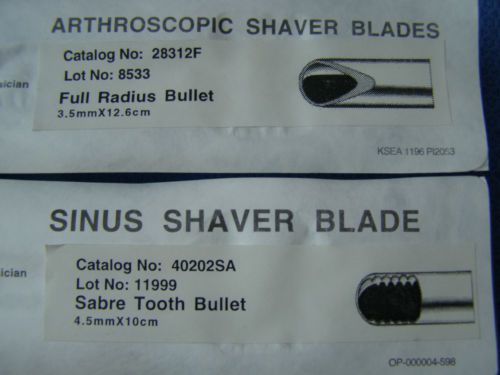 ARTHROSCOPIC SHAVER BLADES
Catalog No: 28312F
Lot No: 8533
sician
Full Radius Bullet
3.5mmX12.6cm
KSEA 1196 PI2053
SINUS SHAVER BLADE
Catalog No: 40202SA
sician
Lot No: 11999
Sabre Tooth Bullet
4.5mmX10cm
OP-000004-598